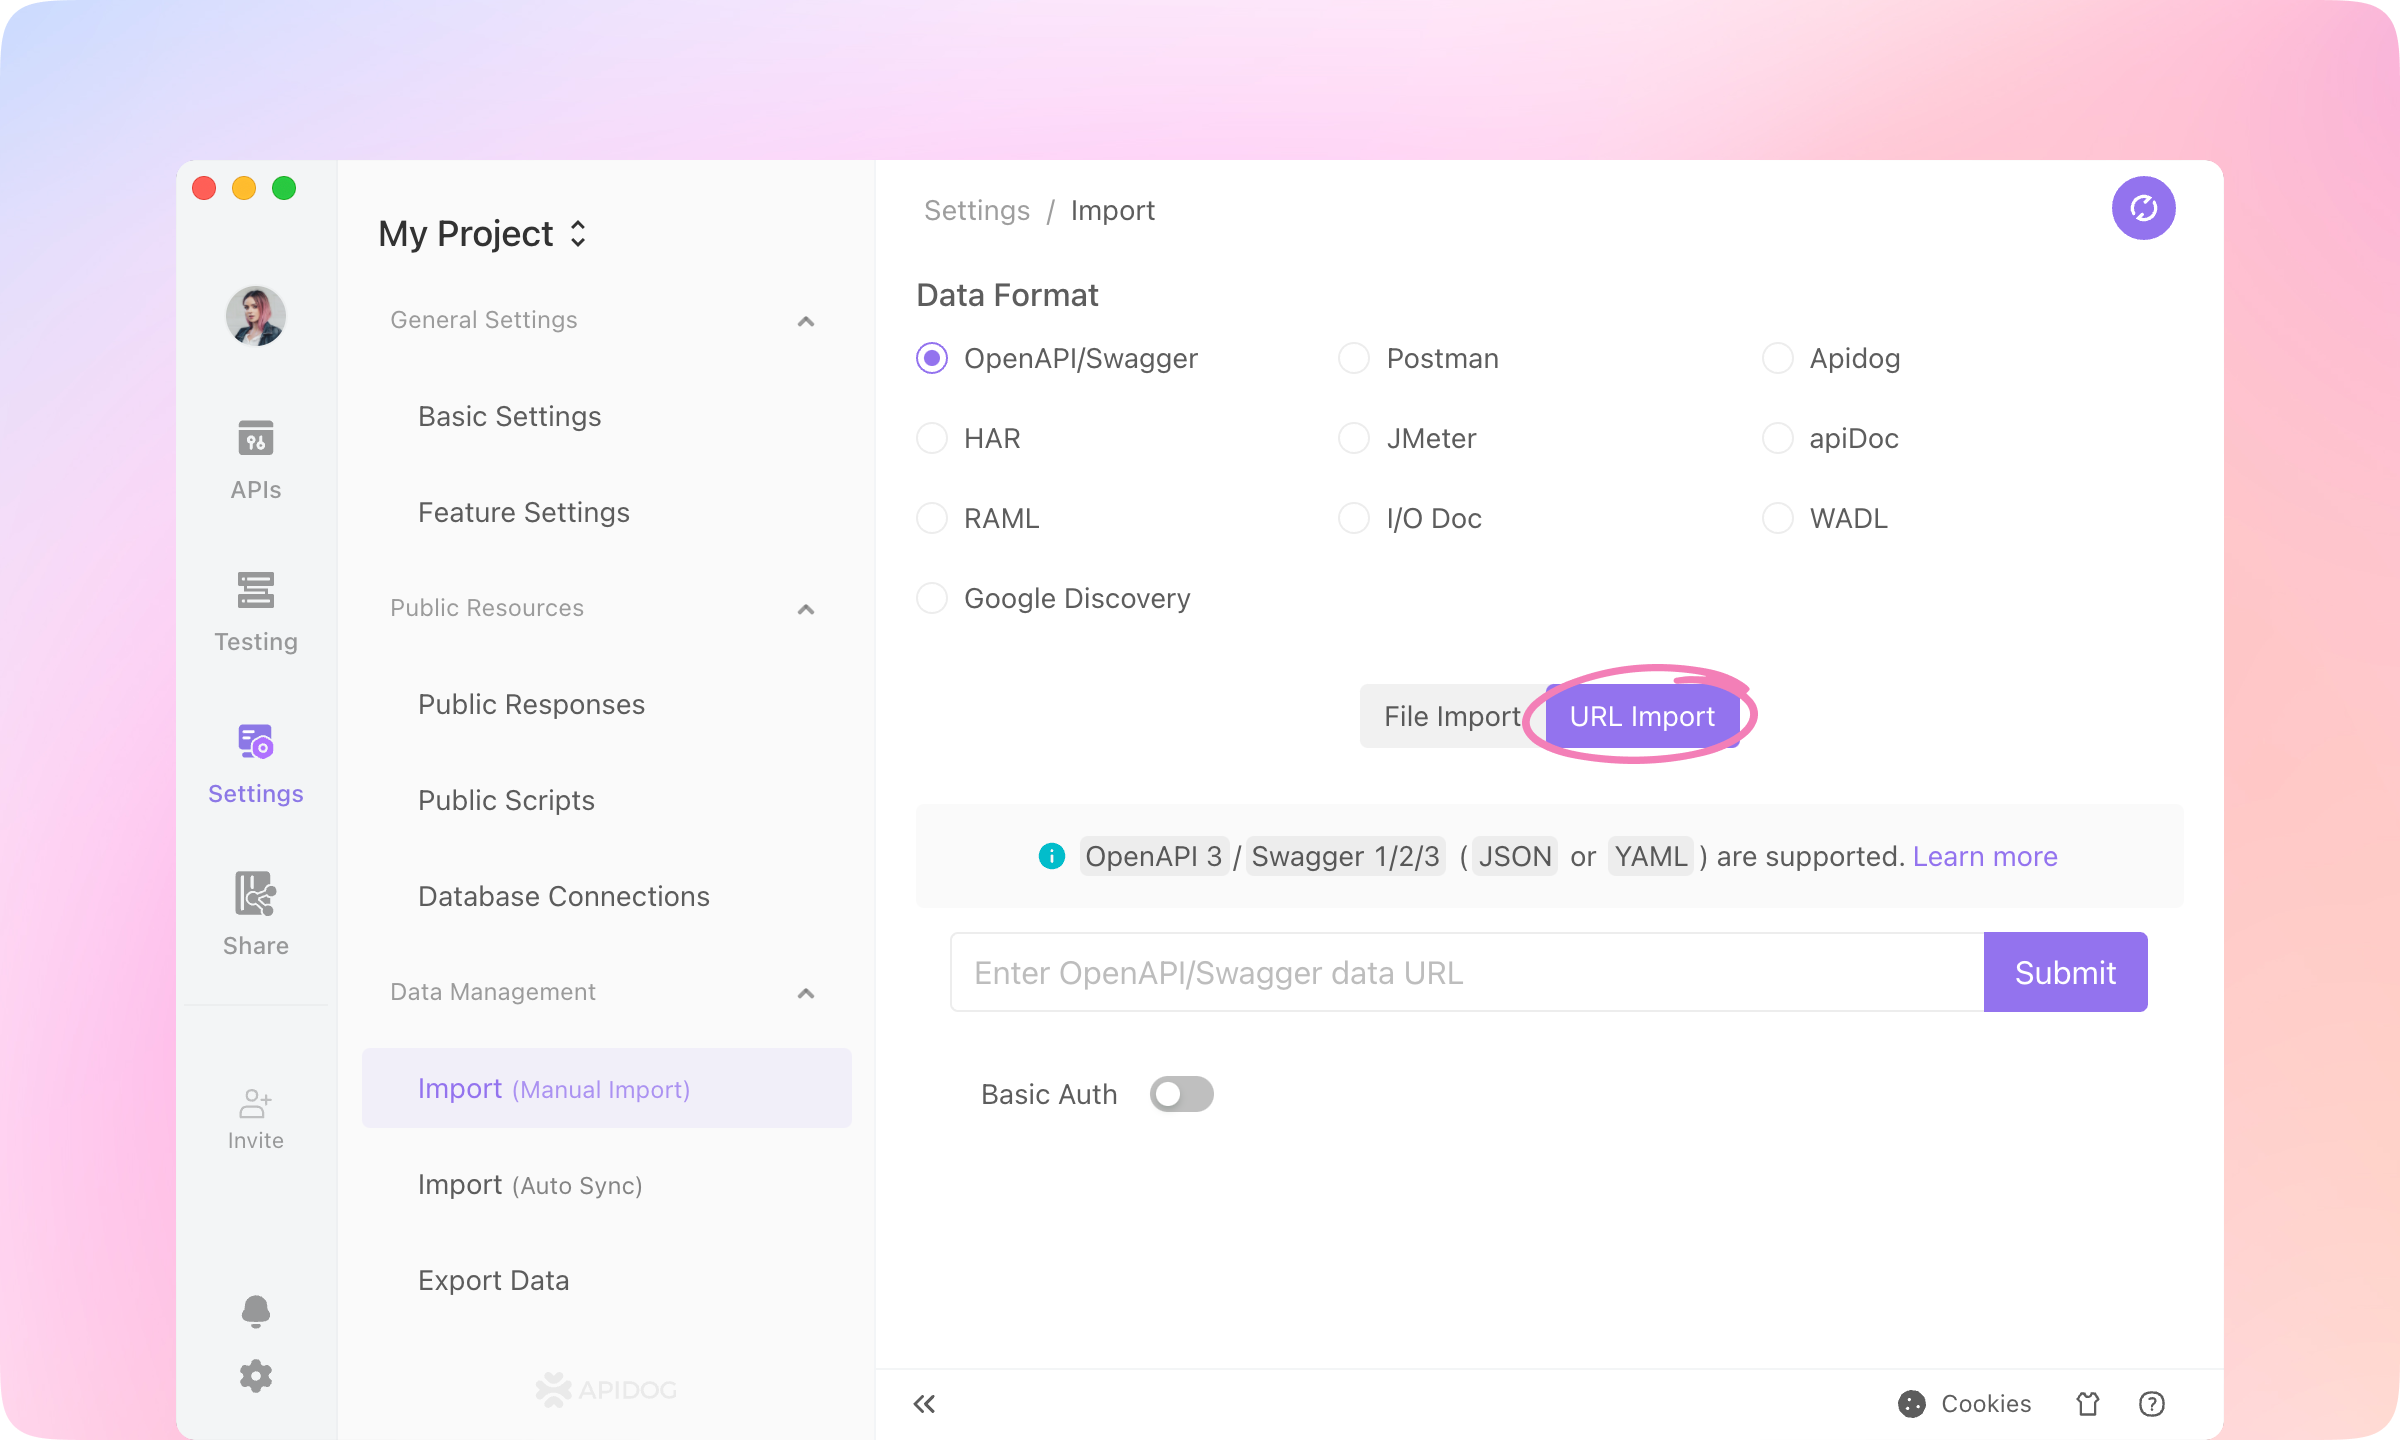 My Project
APIs
Testing
Settings
Share
Invite
General Settings
Basic Settings
Feature Settings
Public Resources
Public Responses
Public Scripts
Database Connections
Data Management
Import (Manual Import)
Import (Auto Sync)
Export Data
APIDOG
Settings / Import
Data Format
OpenAPI/Swagger Postman Apidog
HAR JMeter apiDoc
RAML I/O Doc WADL
Google Discovery
File Import URL Import
OpenAPI 3 / Swagger 1/2/3 ( JSON or YAML ) are supported. Learn more
Enter OpenAPI/Swagger data URL Submit
Basic Auth
Cookies